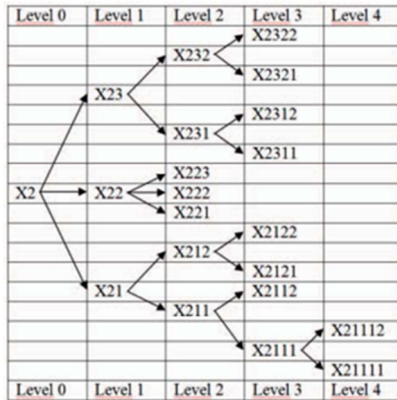 Level 0 Level 1 Level 2 Level 3 Level 4
X2322
X232
X2321
X23
X2312
X231
X2311
X223
X2 X22 X222
X221
X2122
X212
X2121
X21 X2112
X211
X21112
X2111
X21111
Level 0 Level 1 Level 2 Level 3 Level 4